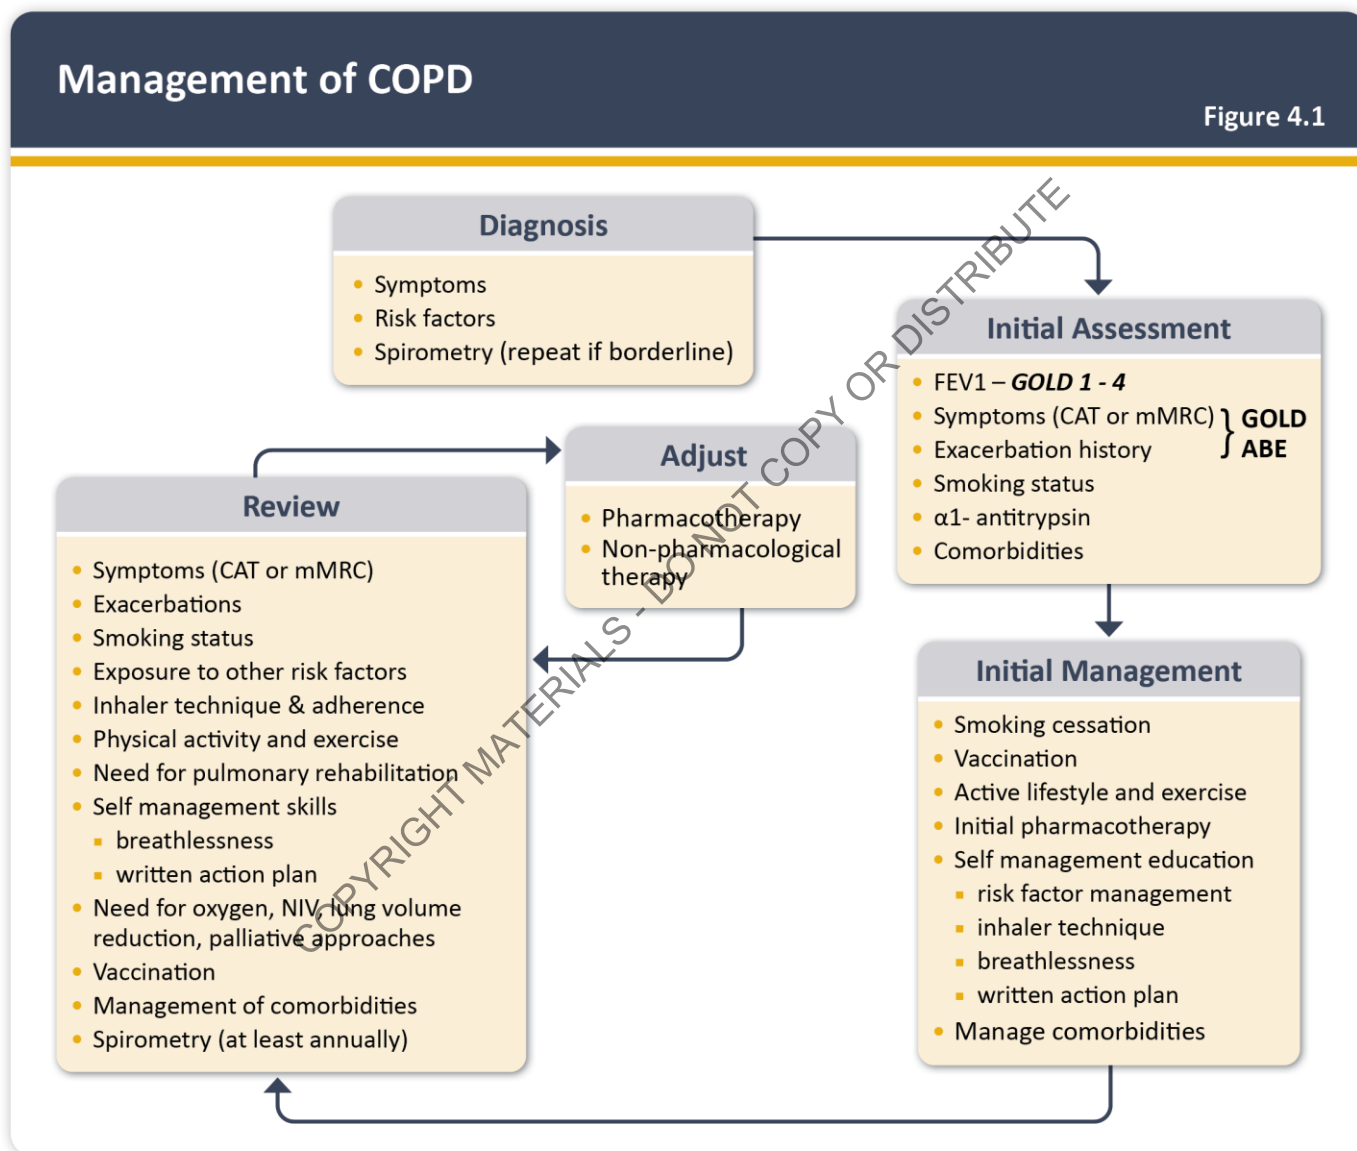 Management of COPD
Figure 4.1
Diagnosis
• Symptoms
• Risk factors
• Spirometry (repeat if borderline)
Initial Assessment
• FEV1 – GOLD 1 - 4
• Symptoms (CAT or mMRC)
• Exacerbation history
} GOLD
ABE
• Smoking status
• α1- antitrypsin
• Comorbidities
Initial Management
• Smoking cessation
• Vaccination
• Active lifestyle and exercise
• Initial pharmacotherapy
• Self management education
▪ risk factor management
▪ inhaler technique
▪ breathlessness
▪ written action plan
• Manage comorbidities
Review
• Symptoms (CAT or mMRC)
• Exacerbations
• Smoking status
• Exposure to other risk factors
• Inhaler technique & adherence
• Physical activity and exercise
• Need for pulmonary rehabilitation
• Self management skills
▪ breathlessness
▪ written action plan
• Need for oxygen, NIV, lung volume
reduction, palliative approaches
• Vaccination
• Management of comorbidities
• Spirometry (at least annually)
Adjust
• Pharmacotherapy
• Non-pharmacological
therapy
COPYRIGHT MATERIALS - DO NOT COPY OR DISTRIBUTE